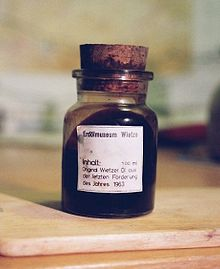 Erdölmuseum Wietze
Inhalt: 100 ml
Original Wietzer Öl aus
der letzten Förderung
des Jahres 1963